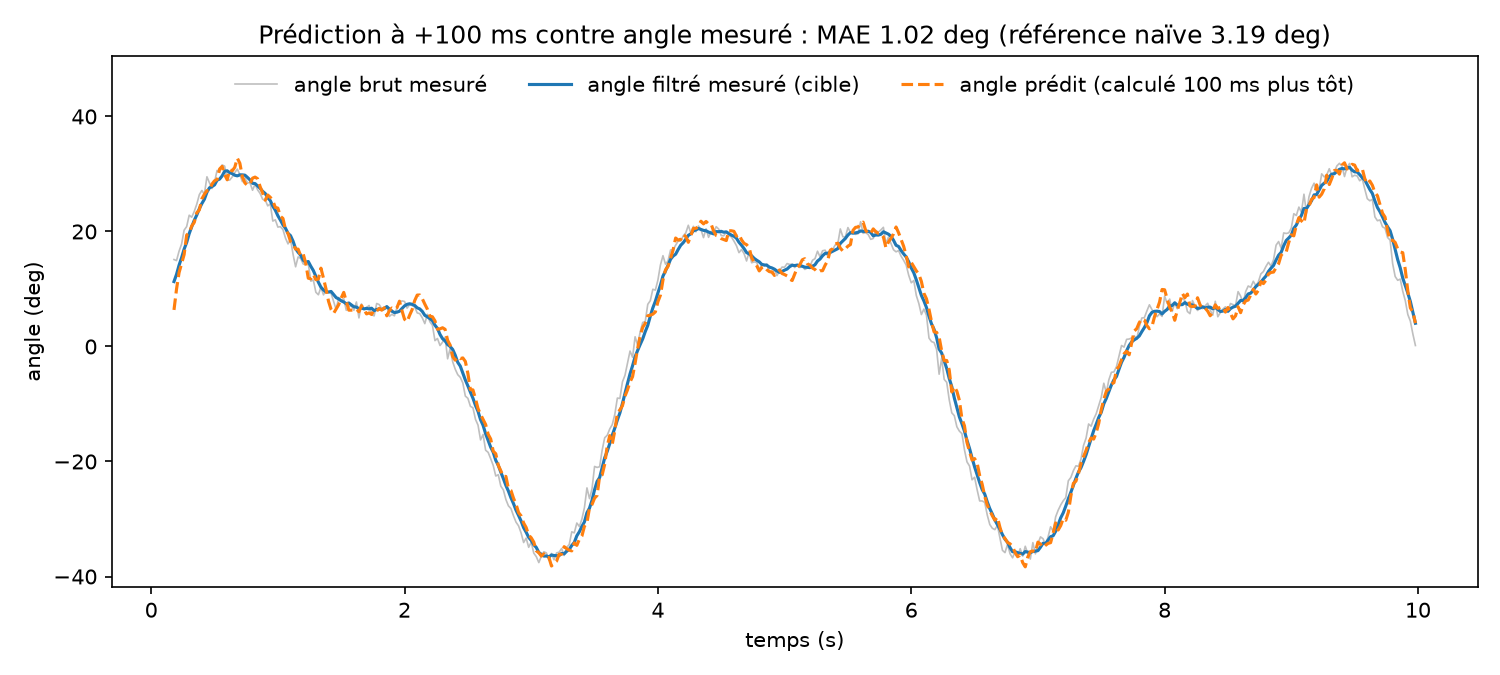 Prédiction à +100 ms contre angle mesuré : MAE 1.02 deg (référence naïve 3.19 deg)
angle brut mesuré
angle filtré mesuré (cible)
angle prédit (calculé 100 ms plus tôt)
40
20
0
−20
−40
angle (deg)
0
2
4
6
8
10
temps (s)